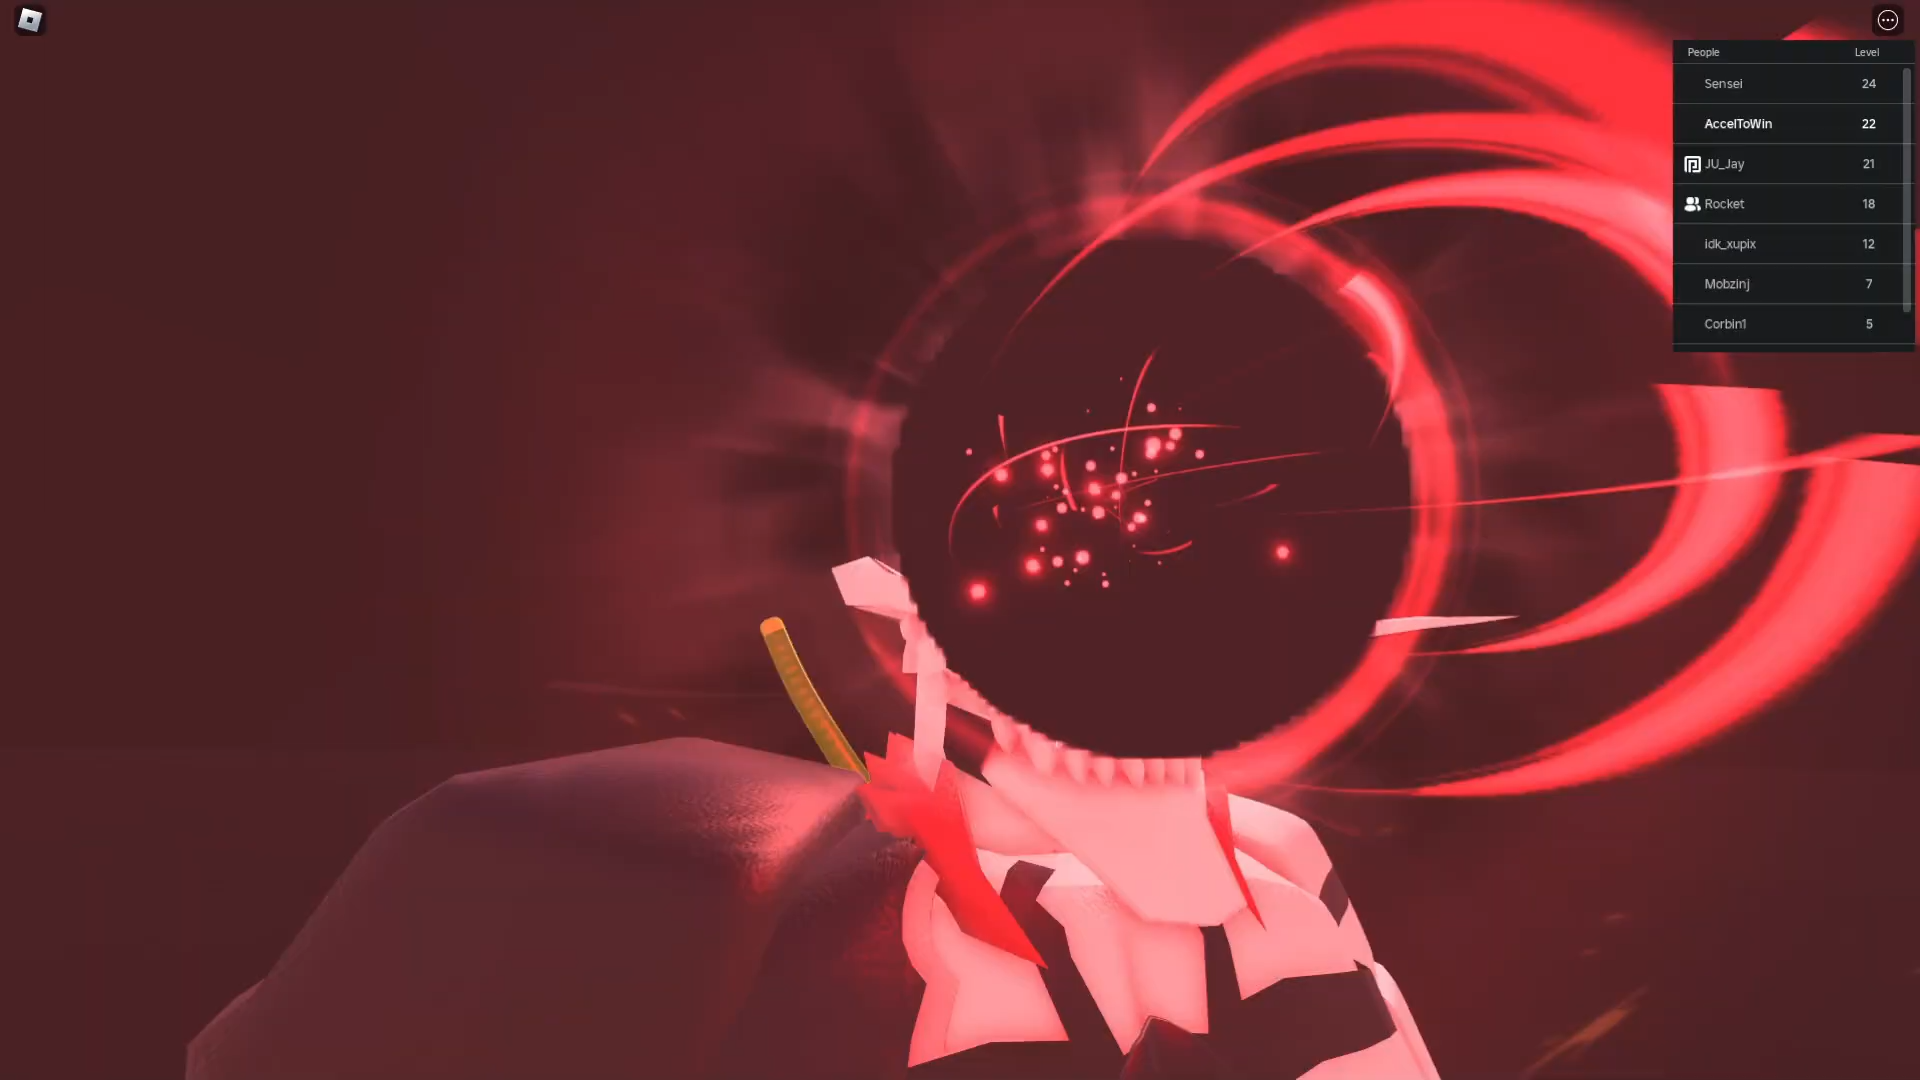 People Level
Sensei 24
AccelToWin 22
JU_Jay 21
Rocket 18
idk_xupix 12
Mobzinj 7
Corbin1 5